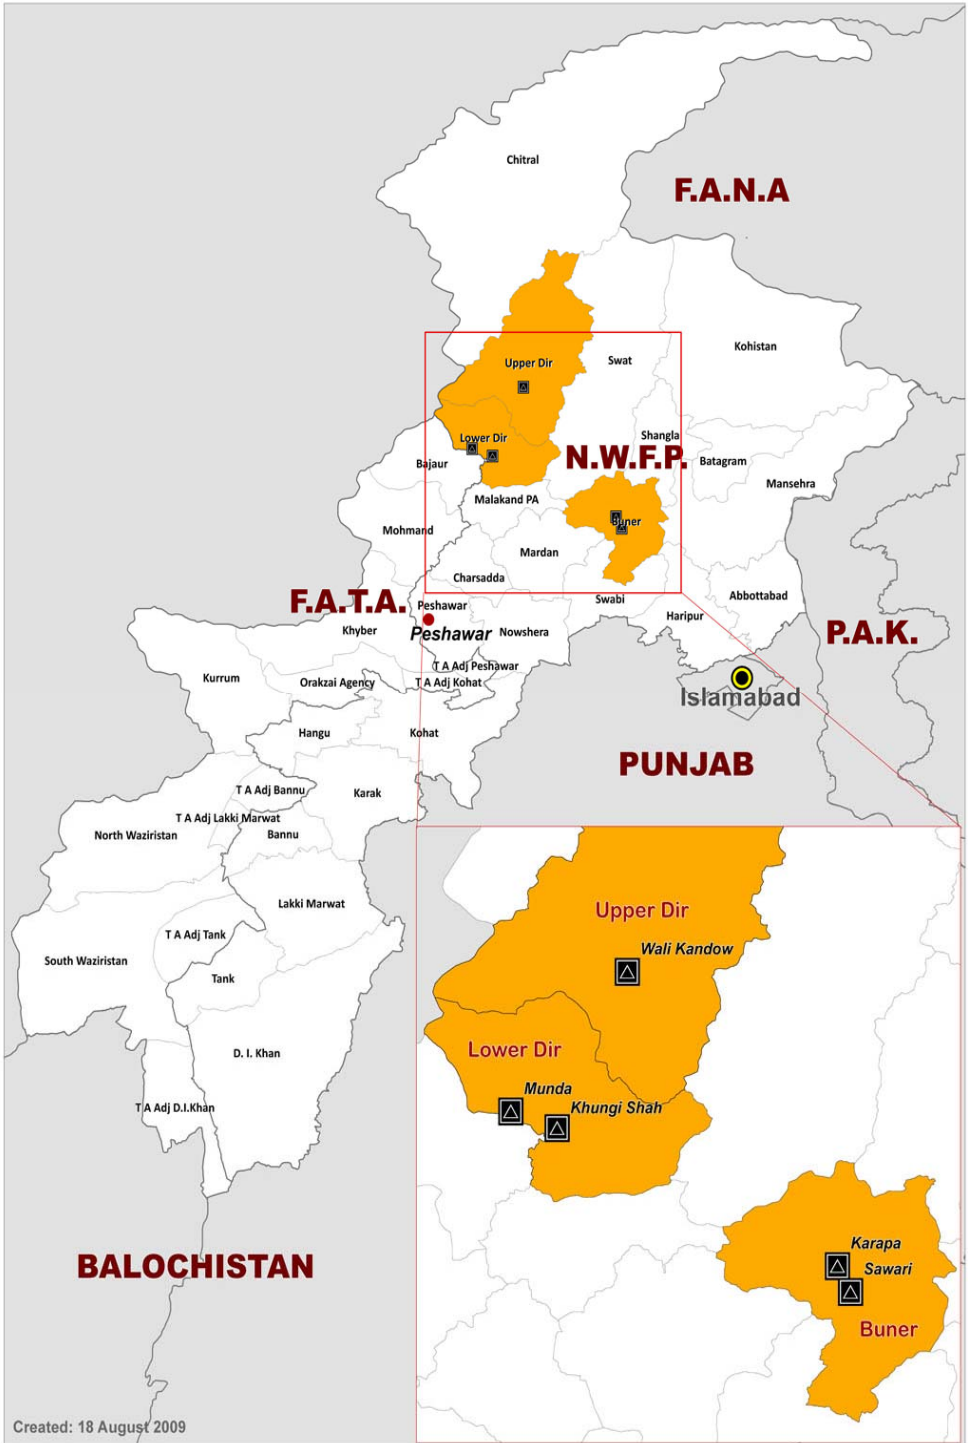 Chitral
F.A.N.A
Kohistan
Upper Dir
Swat
Shangla
Lower Dir
N.W.F.P.
Batagram
Bajaur
Mansehra
Malakand PA
Buner
Mohmand
Mardan
Charsadda
Abbottabad
F.A.T.A.
Peshawar
Swabi
Haripur
P.A.K.
Khyber
Peshawar
Nowshera
T A Adj Peshawar
Kurrum
Orakzai Agency
T A Adj Kohat
Islamabad
Hangu
Kohat
PUNJAB
T A Adj Bannu
Karak
T A Adj Lakki Marwat
North Waziristan
Bannu
Lakki Marwat
T A Adj Tank
South Waziristan
Tank
D. I. Khan
T A Adj D.I.Khan
BALOCHISTAN
Upper Dir
Wali Kandow
Lower Dir
Munda
Khungi Shah
Karapa
Sawari
Buner
Created: 18 August 2009